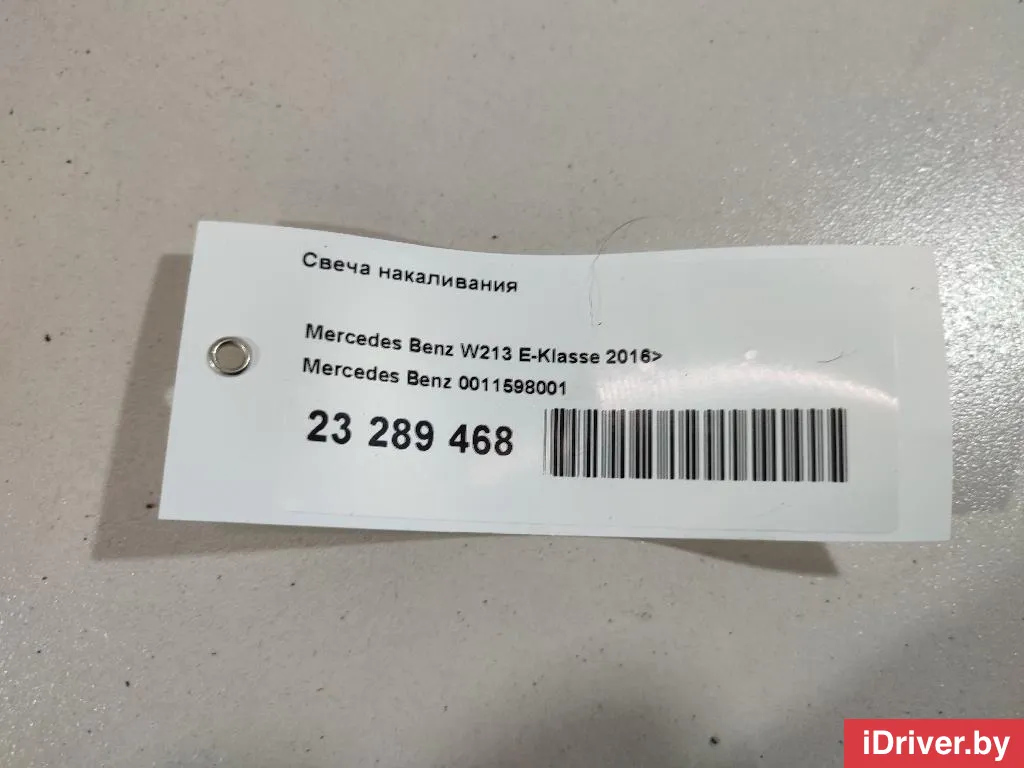 Свеча накаливания
Mercedes Benz W213 E-Klasse 2016>
Mercedes Benz 0011598001
23 289 468
iDriver.by